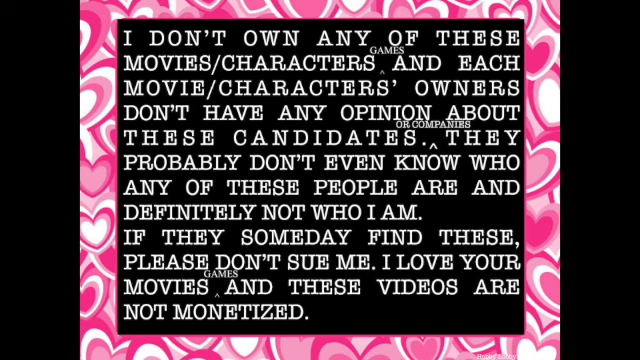 I DON'T OWN ANY OF THESE
GAMES
MOVIES/CHARACTERS ‸ AND EACH
MOVIE/CHARACTERS' OWNERS
DON'T HAVE ANY OPINION ABOUT
OR COMPANIES
THESE CANDIDATES.‸ THEY
PROBABLY DON'T EVEN KNOW WHO
ANY OF THESE PEOPLE ARE AND
DEFINITELY NOT WHO I AM.
IF THEY SOMEDAY FIND THESE,
PLEASE DON'T SUE ME. I LOVE YOUR
GAMES
MOVIES ‸ AND THESE VIDEOS ARE
NOT MONETIZED.